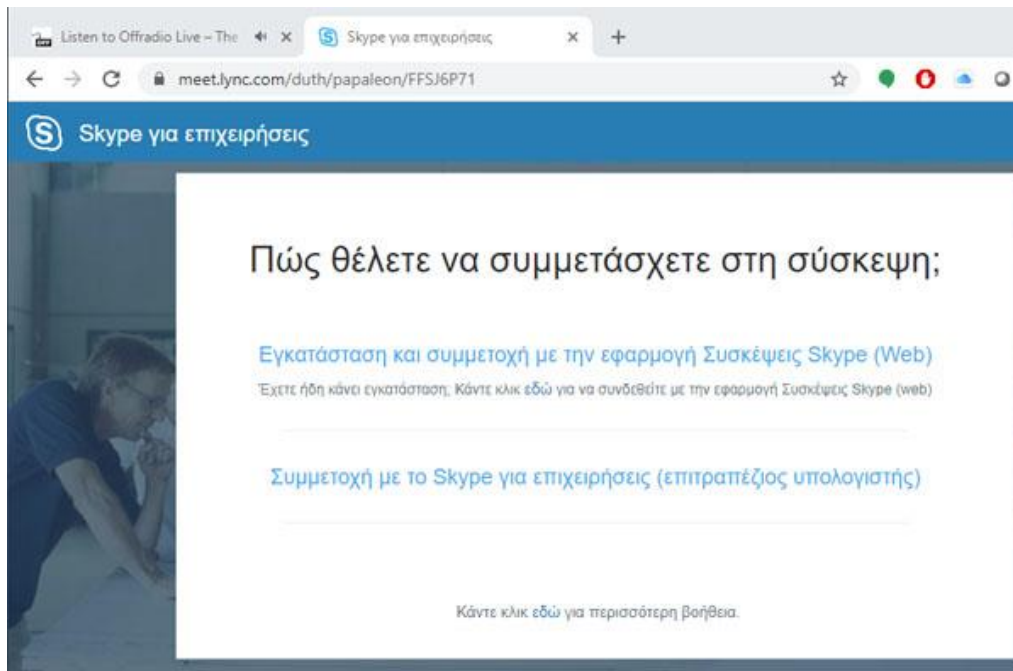 Listen to Offradio Live – The
Skype για επιχειρήσεις
meet.lync.com/duth/papaleon/FFSJ6P71
Skype για επιχειρήσεις
Πώς θέλετε να συμμετάσχετε στη σύσκεψη;
Εγκατάσταση και συμμετοχή με την εφαρμογή Συσκέψεις Skype (Web)
Έχετε ήδη κάνει εγκατάσταση; Κάντε κλικ εδώ για να συνδεθείτε με την εφαρμογή Συσκέψεις Skype (web)
Συμμετοχή με το Skype για επιχειρήσεις (επιτραπέζιος υπολογιστής)
Κάντε κλικ εδώ για περισσότερη βοήθεια.